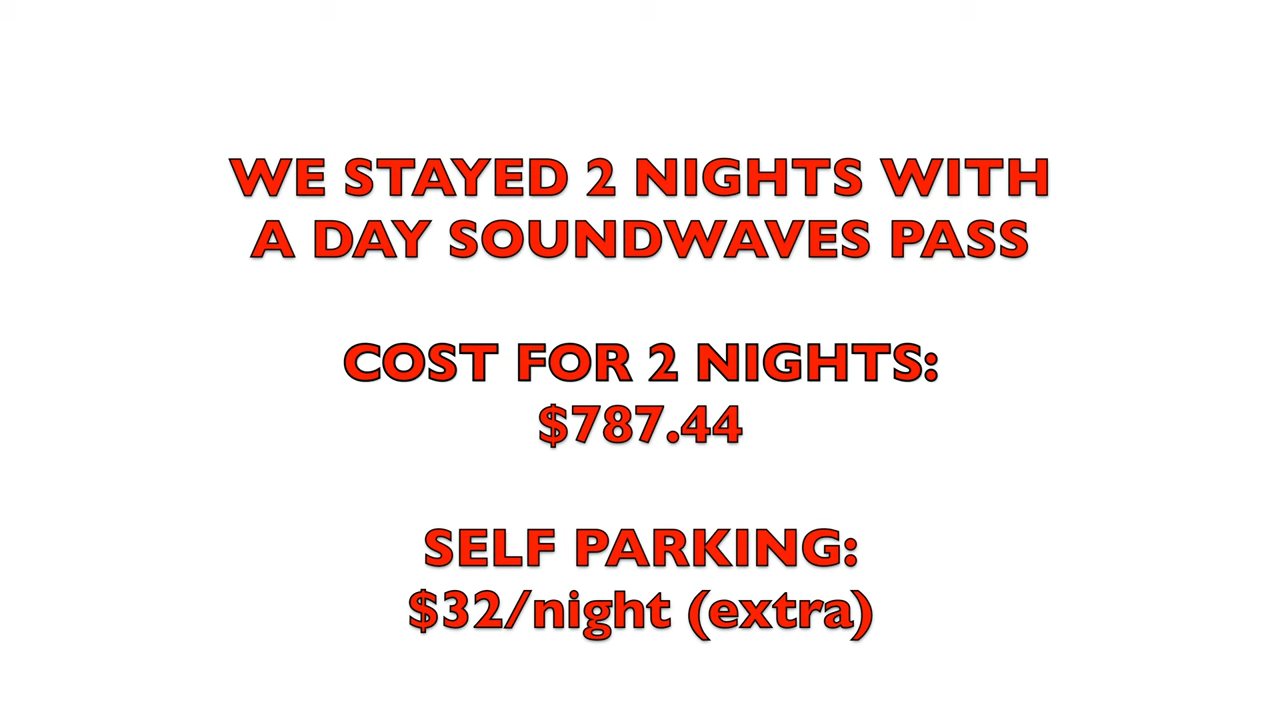 WE STAYED 2 NIGHTS WITH
A DAY SOUNDWAVES PASS
COST FOR 2 NIGHTS:
$787.44
SELF PARKING:
$32/night (extra)